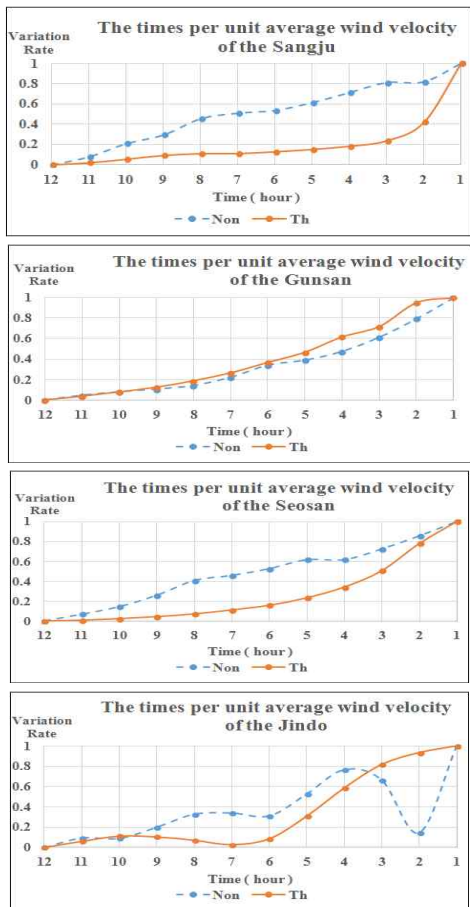 The times per unit average wind velocity
of the Sangju
Variation
Rate
1
0.8
0.6
0.4
0.2
0
12 11 10 9 8 7 6 5 4 3 2 1
Time ( hour )
Non Th
The times per unit average wind velocity
of the Gunsan
Variation
Rate
1
0.8
0.6
0.4
0.2
0
12 11 10 9 8 7 6 5 4 3 2 1
Time ( hour )
Non Th
The times per unit average wind velocity
of the Seosan
Variation
Rate
1
0.8
0.6
0.4
0.2
0
12 11 10 9 8 7 6 5 4 3 2 1
Time ( hour )
Non Th
The times per unit average wind velocity
of the Jindo
Variation
Rate
1
0.8
0.6
0.4
0.2
0
12 11 10 9 8 7 6 5 4 3 2 1
Time ( hour )
Non Th